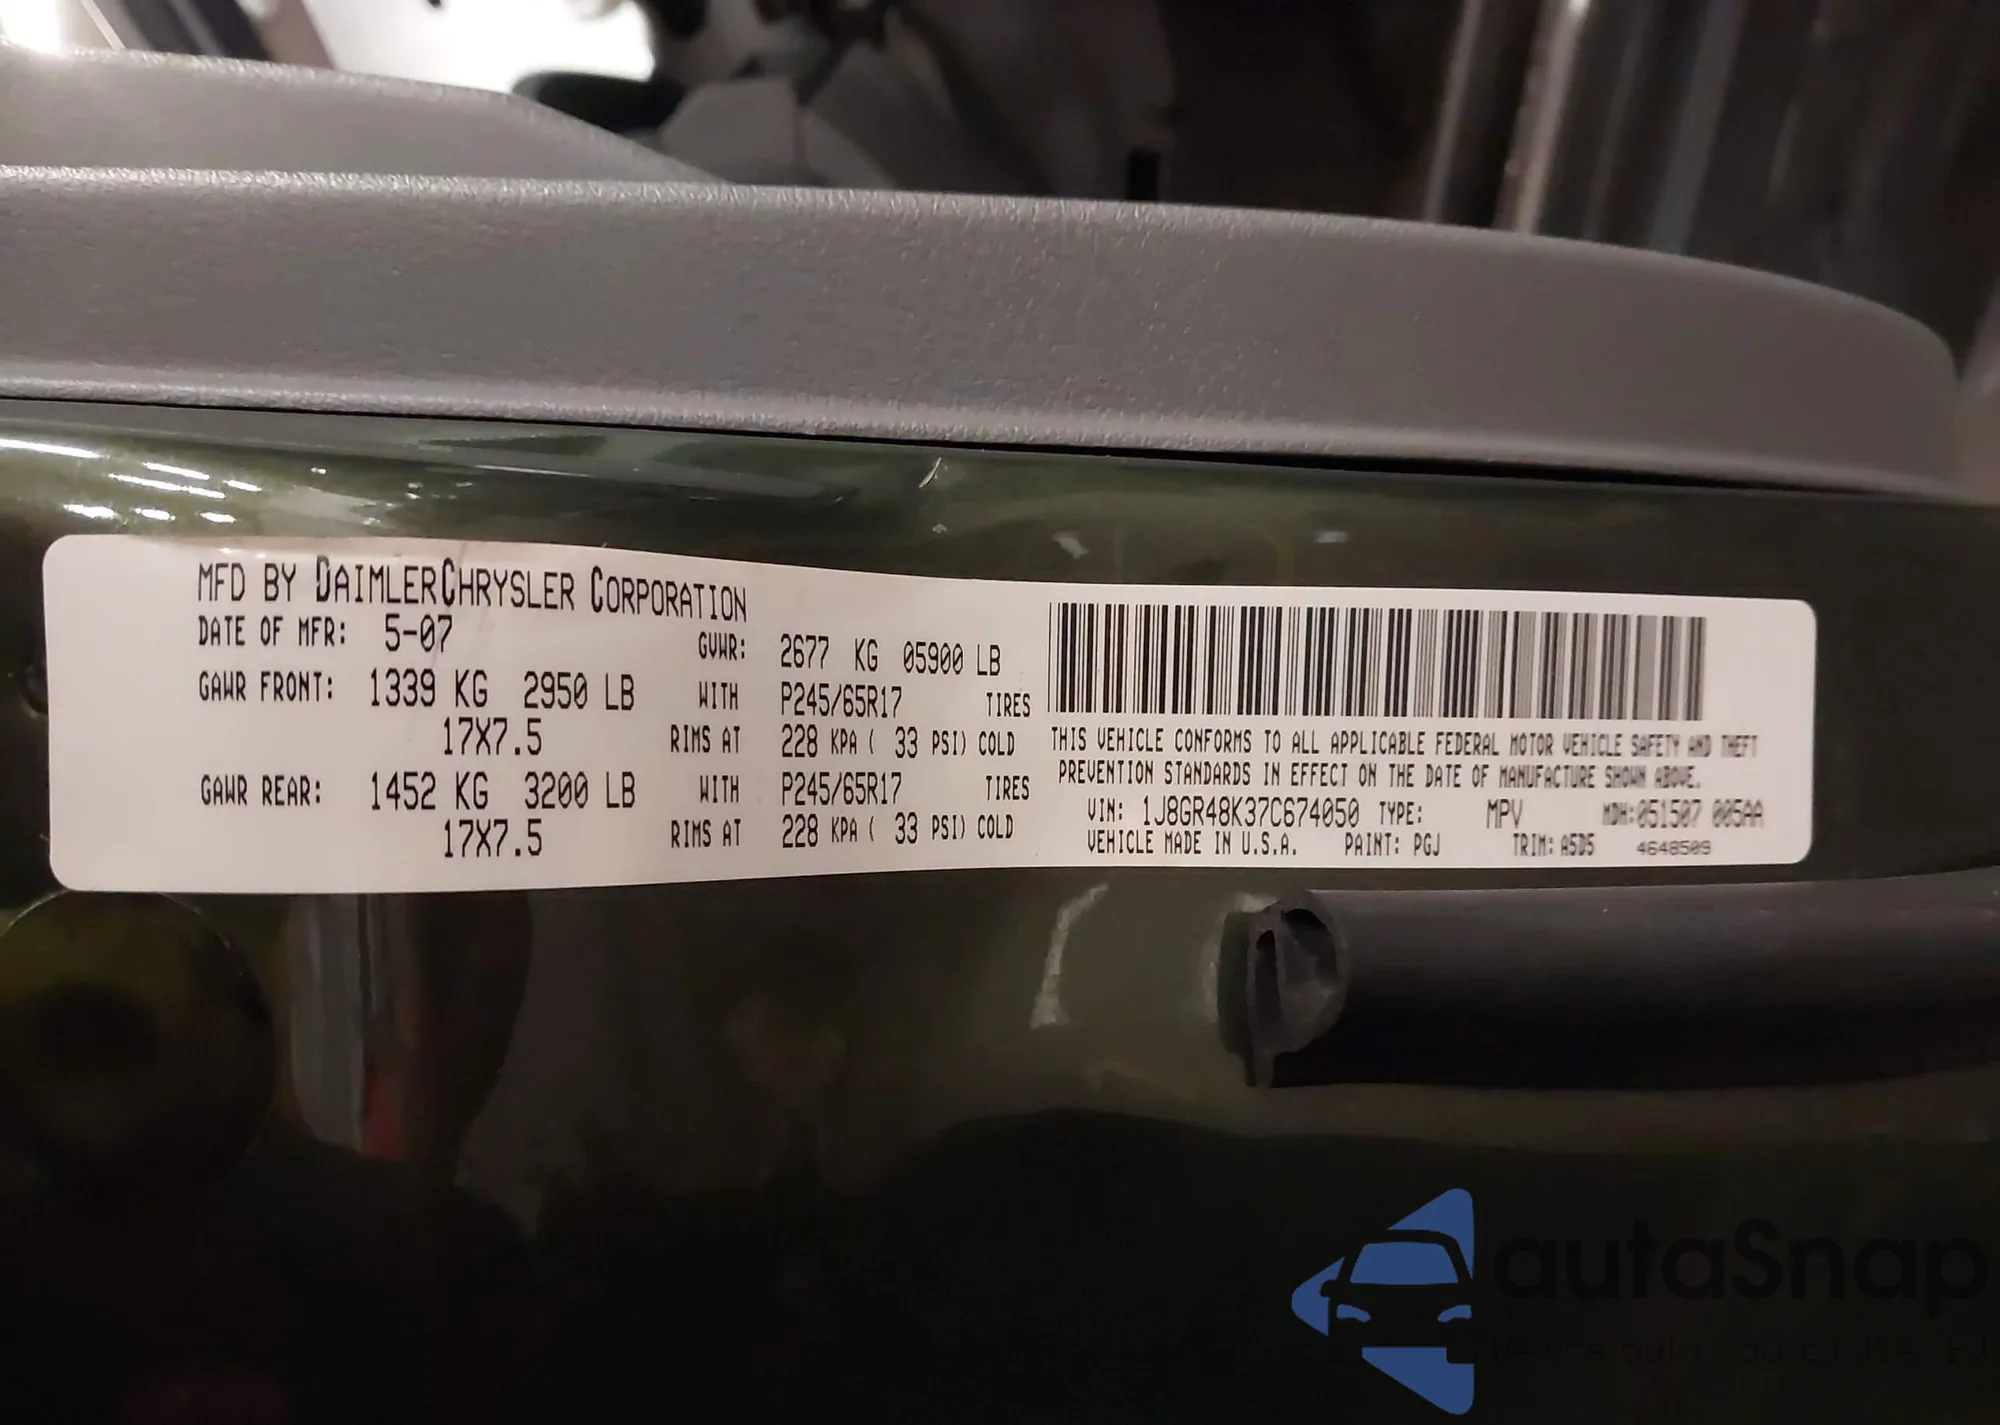 MFD BY DAIMLERCHRYSLER CORPORATION
DATE OF MFR: 5-07 GVWR: 2677 KG 05900 LB
GAWR FRONT: 1339 KG 2950 LB WITH P245/65R17 TIRES
17X7.5 RIMS AT 228 KPA ( 33 PSI) COLD
GAWR REAR: 1452 KG 3200 LB WITH P245/65R17 TIRES
17X7.5 RIMS AT 228 KPA ( 33 PSI) COLD
THIS VEHICLE CONFORMS TO ALL APPLICABLE FEDERAL MOTOR VEHICLE SAFETY AND THEFT
PREVENTION STANDARDS IN EFFECT ON THE DATE OF MANUFACTURE SHOWN ABOVE.
VIN: 1J8GR48K37C674050 TYPE: MPV MDH:051507 005AA
VEHICLE MADE IN U.S.A. PAINT: PGJ TRIM: A5D5 4648509
autaSnap